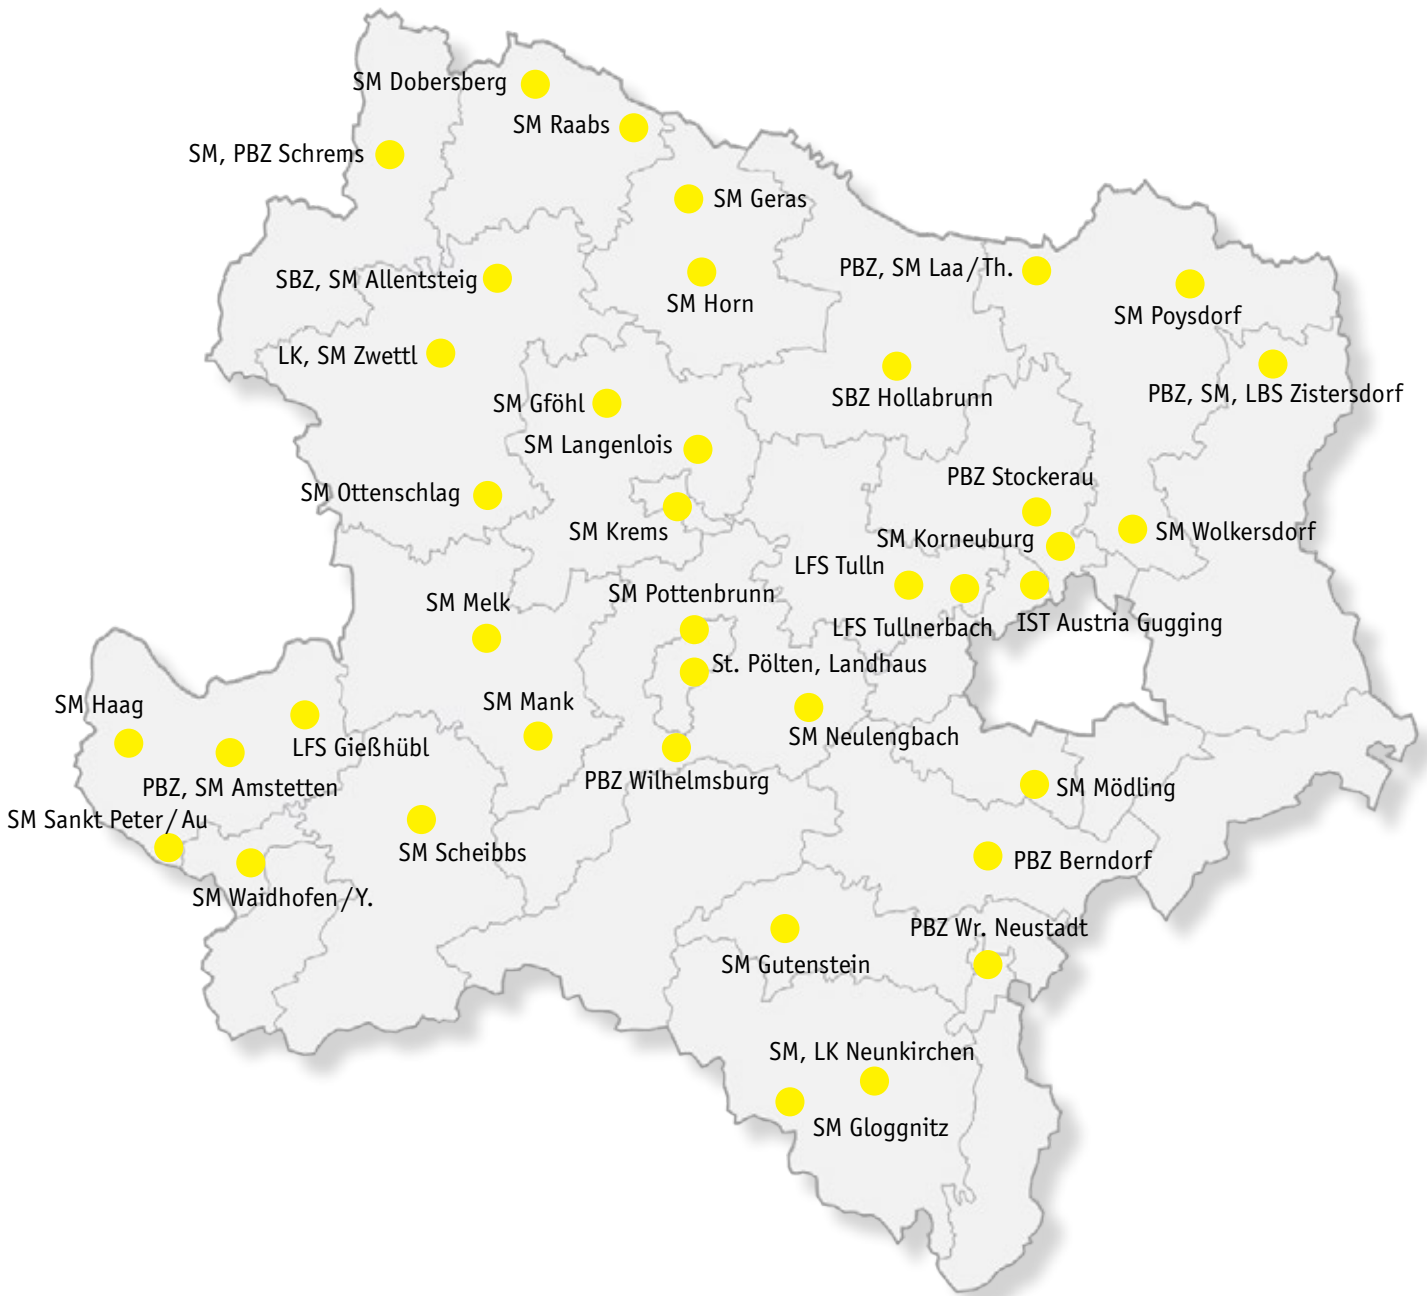 SM Dobersberg
SM Raabs
SM, PBZ Schrems
SM Geras
PBZ, SM Laa/Th.
SBZ, SM Allentsteig
SM Horn
SM Poysdorf
LK, SM Zwettl
SBZ Hollabrunn
PBZ, SM, LBS Zistersdorf
SM Gföhl
SM Langenlois
PBZ Stockerau
SM Ottenschlag
SM Krems
SM Korneuburg
SM Wolkersdorf
LFS Tulln
SM Pottenbrunn
SM Melk
LFS Tullnerbach
IST Austria Gugging
St. Pölten, Landhaus
SM Haag
SM Mank
SM Neulengbach
LFS Gießhübl
PBZ, SM Amstetten
PBZ Wilhelmsburg
SM Mödling
SM Sankt Peter/Au
SM Scheibbs
PBZ Berndorf
SM Waidhofen/Y.
PBZ Wr. Neustadt
SM Gutenstein
SM, LK Neunkirchen
SM Gloggnitz